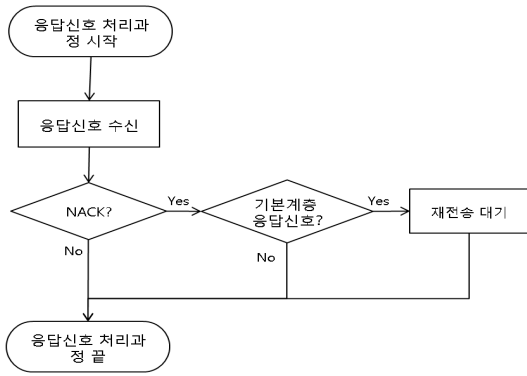 응답신호 처리과
정 시작
응답신호 수신
NACK?
Yes
기본계층
응답신호?
Yes
재전송 대기
No
No
응답신호 처리과
정 끝